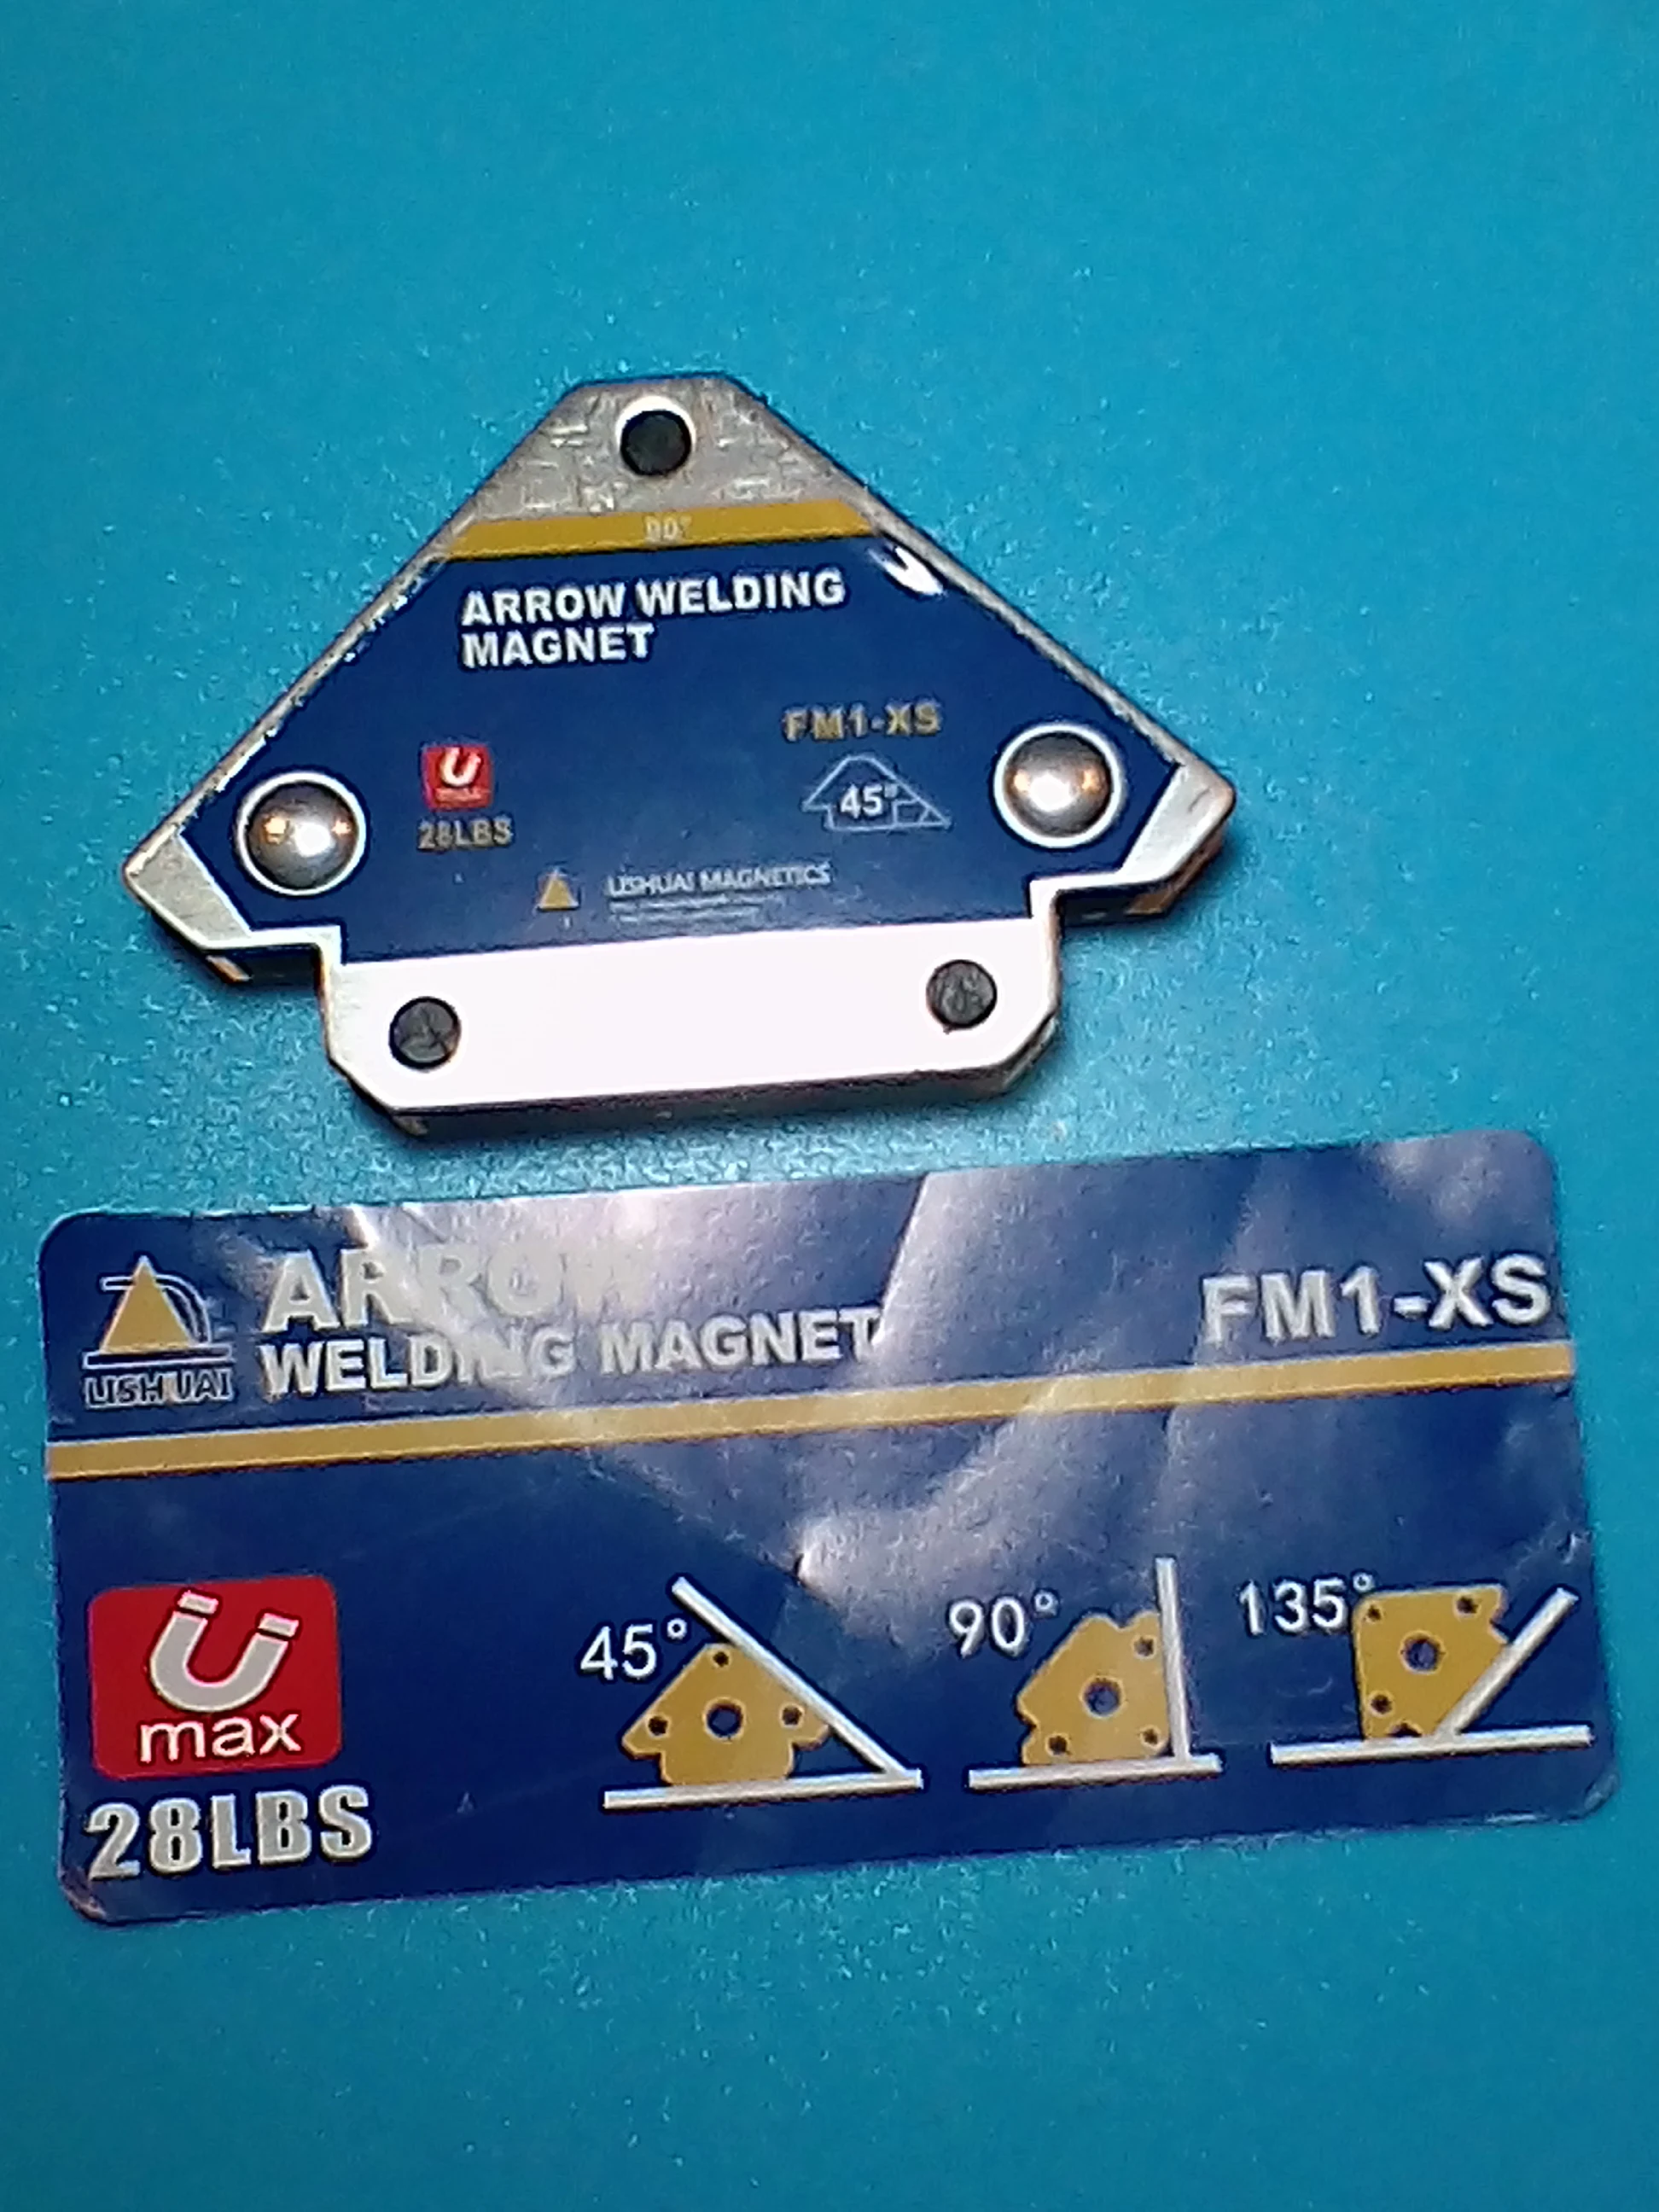 90°
ARROW WELDING
MAGNET
FM1-XS
45°
28LBS
LISHUAI MAGNETICS
ARROW
WELDING MAGNET
FM1-XS
LISHUAI
max
28LBS
45°
90°
135°